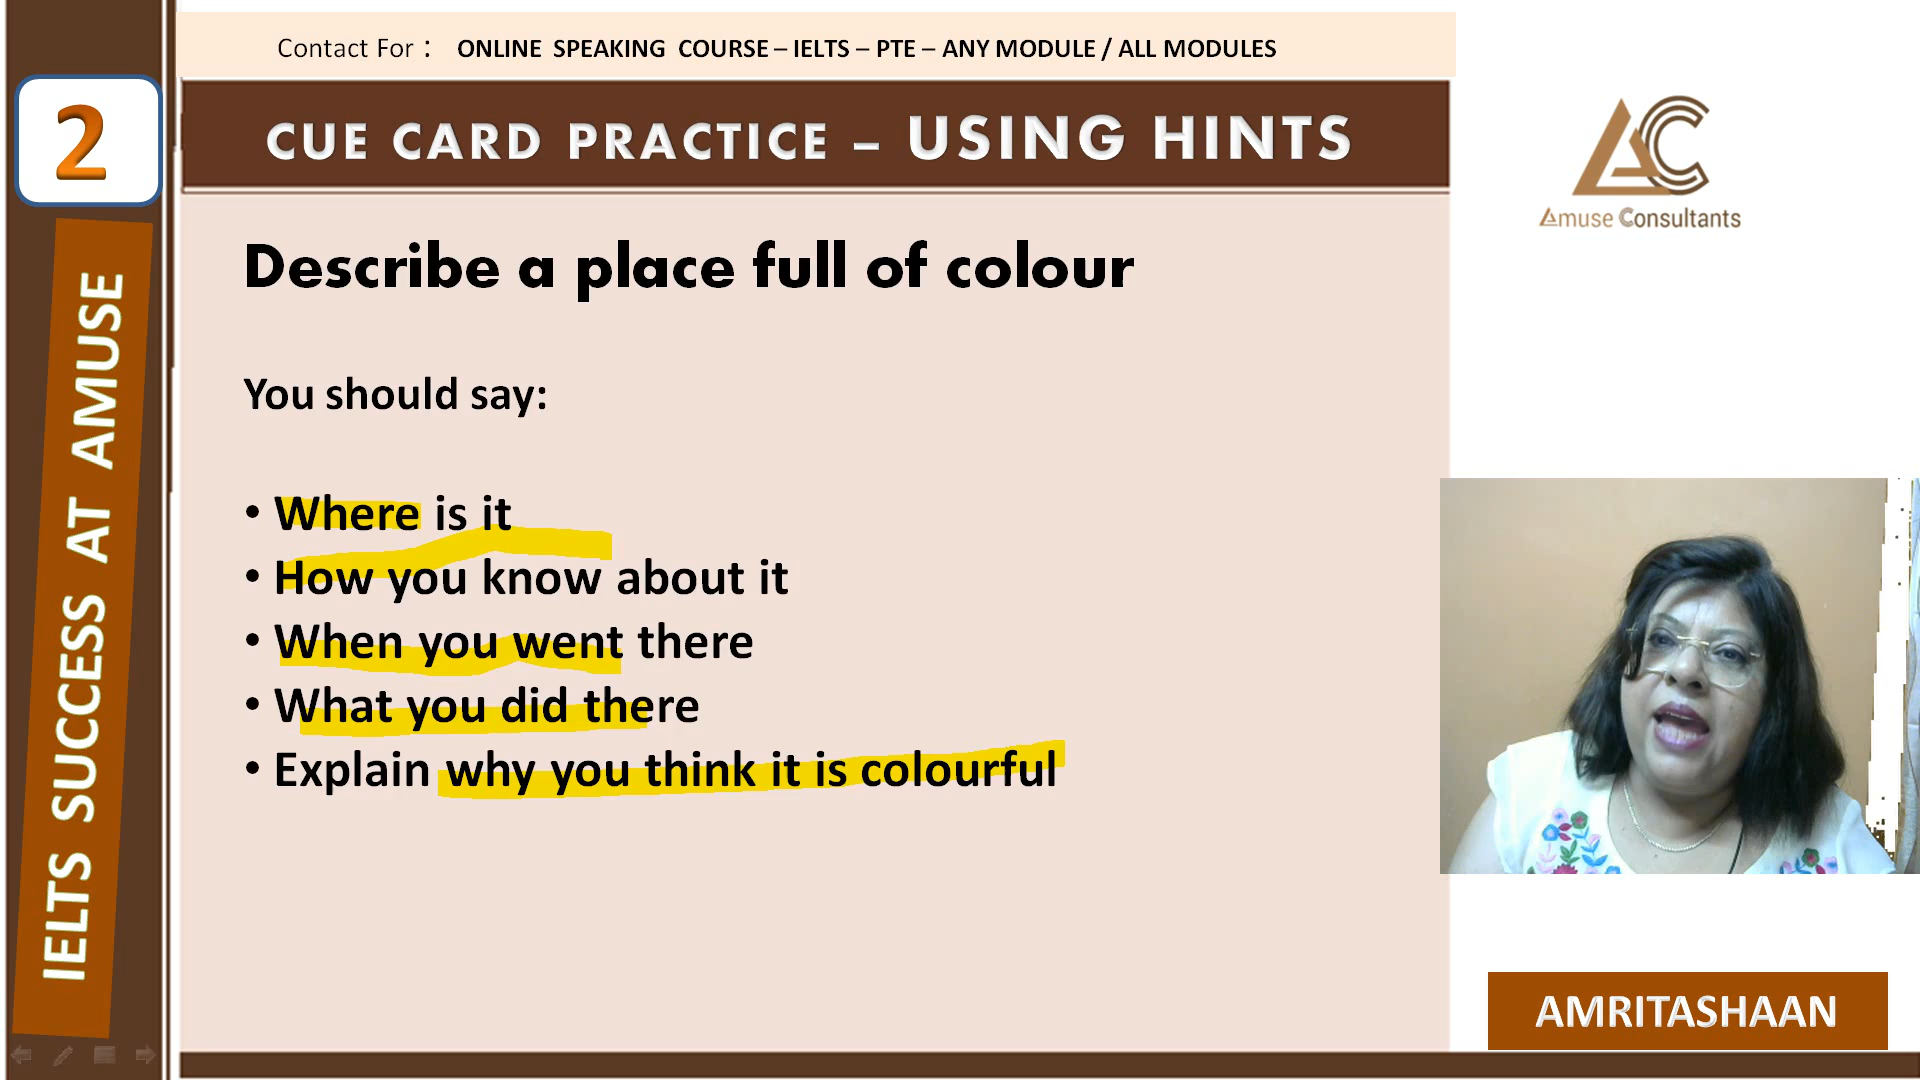 Contact For : ONLINE SPEAKING COURSE – IELTS – PTE – ANY MODULE / ALL MODULES
2
CUE CARD PRACTICE – USING HINTS
AC
Amuse Consultants
IELTS SUCCESS AT AMUSE
Describe a place full of colour
You should say:
• Where is it
• How you know about it
• When you went there
• What you did there
• Explain why you think it is colourful
AMRITASHAAN